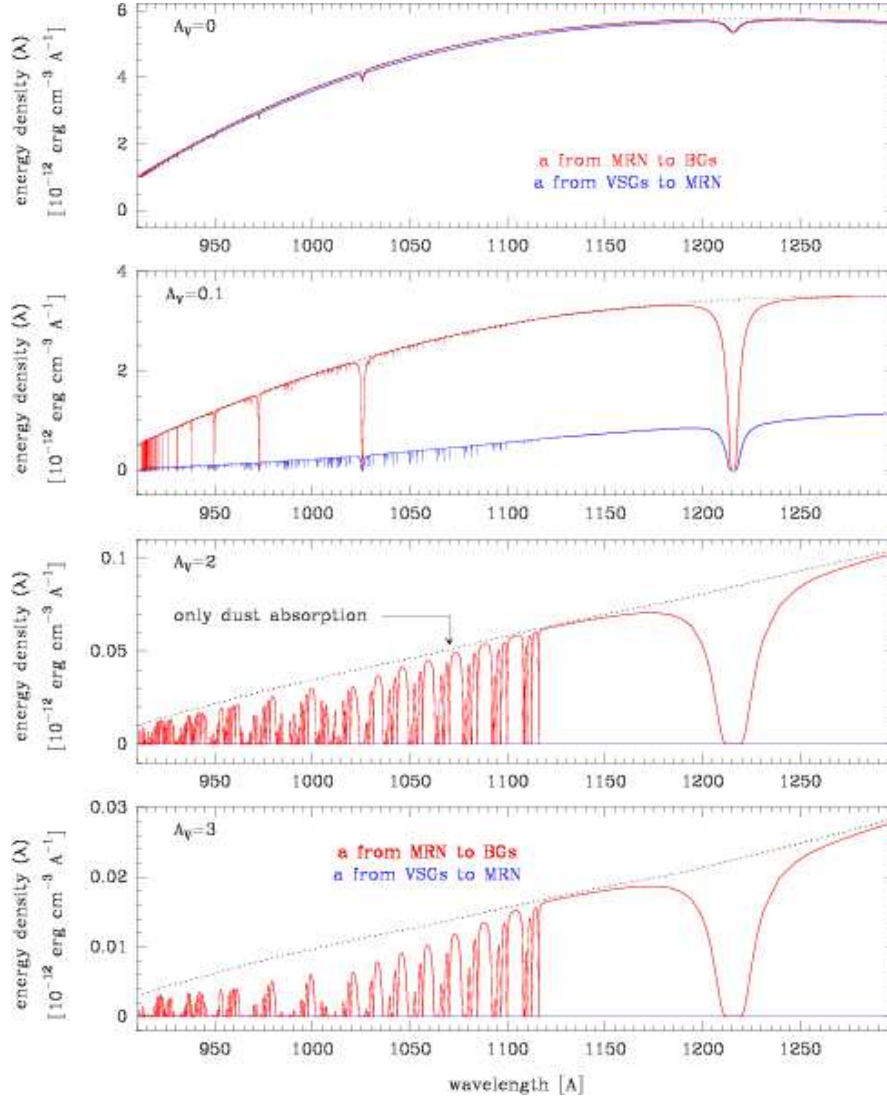 A_V=0
energy density (λ)
[10^-12 erg cm^-3 A^-1]
6
4
2
0
a from MRN to BGs
a from VSGs to MRN
950 1000 1050 1100 1150 1200 1250
A_V=0.1
energy density (λ)
[10^-12 erg cm^-3 A^-1]
4
2
0
950 1000 1050 1100 1150 1200 1250
A_V=2
energy density (λ)
[10^-12 erg cm^-3 A^-1]
0.1
0.05
0
only dust absorption
950 1000 1050 1100 1150 1200 1250
A_V=3
energy density (λ)
[10^-12 erg cm^-3 A^-1]
0.03
0.02
0.01
0
a from MRN to BGs
a from VSGs to MRN
950 1000 1050 1100 1150 1200 1250
wavelength [A]